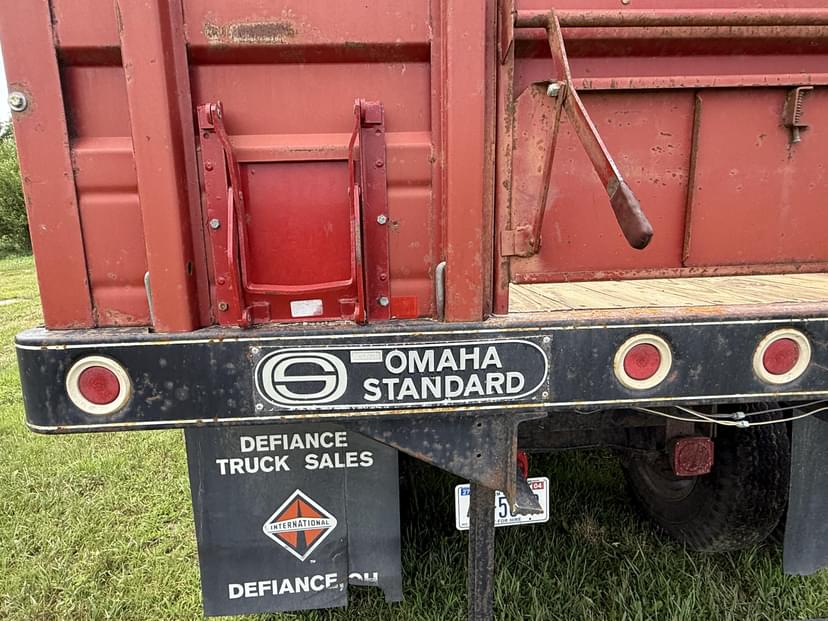 OMAHA
STANDARD
DEFIANCE
TRUCK SALES
INTERNATIONAL
DEFIANCE, OH